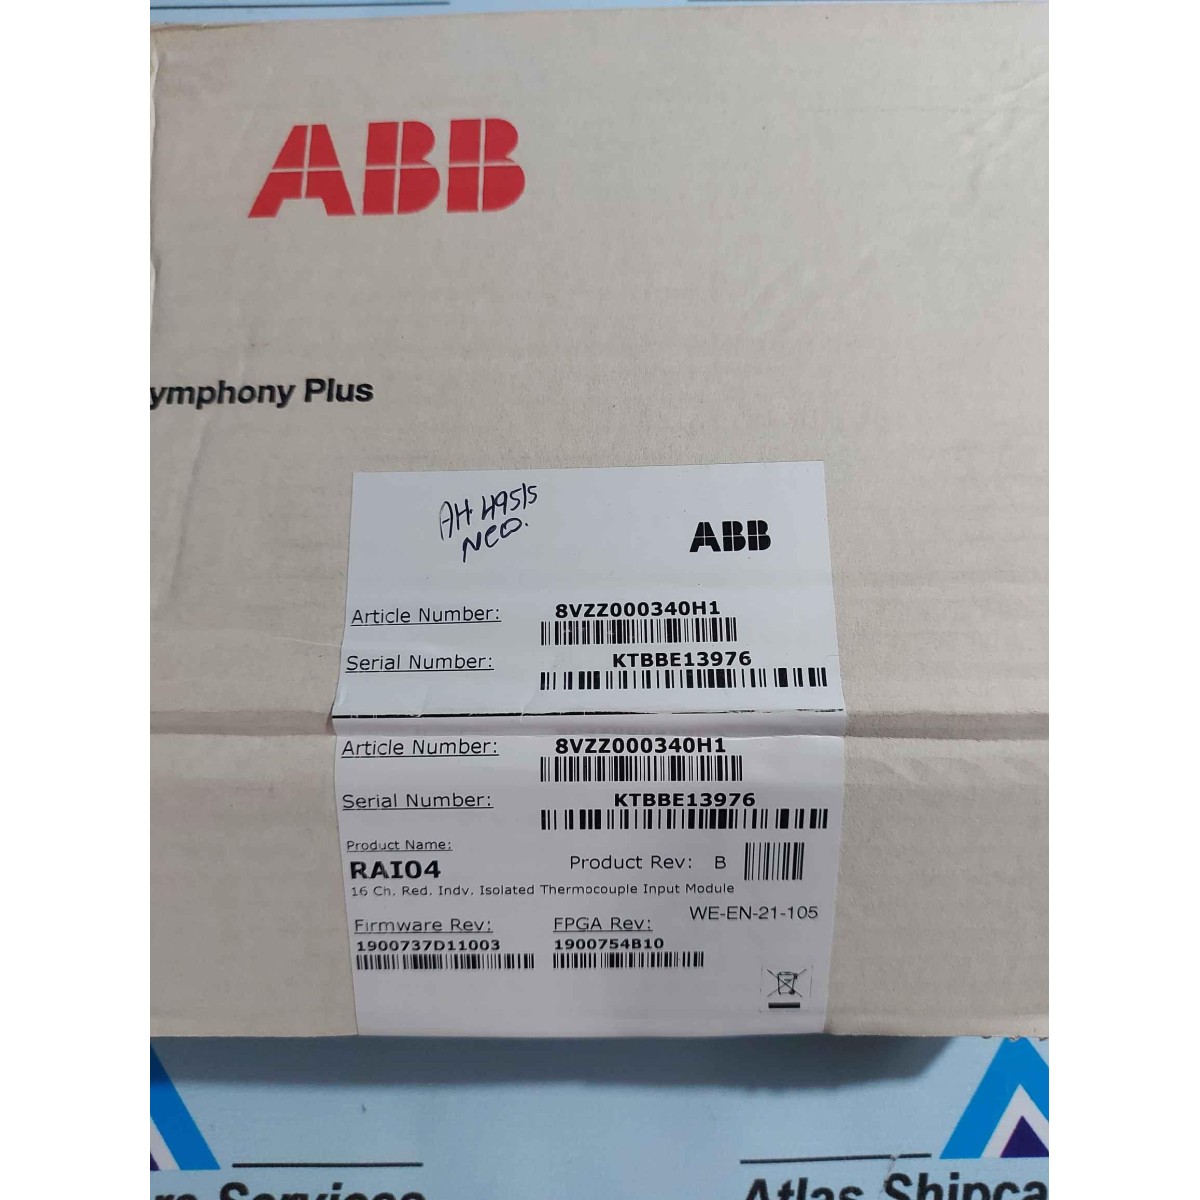 ABB
ymphony Plus
AH 49515
NCO.
ABB
Article Number: 8VZZ000340H1
Serial Number: KTBBE13976
Article Number: 8VZZ000340H1
Serial Number: KTBBE13976
Product Name:
RAI04 Product Rev: B
16 Ch. Red. Indv. Isolated Thermocouple Input Module
WE-EN-21-105
Firmware Rev: FPGA Rev:
1900737D11003 1900754B10
re Services Atlas Shipca